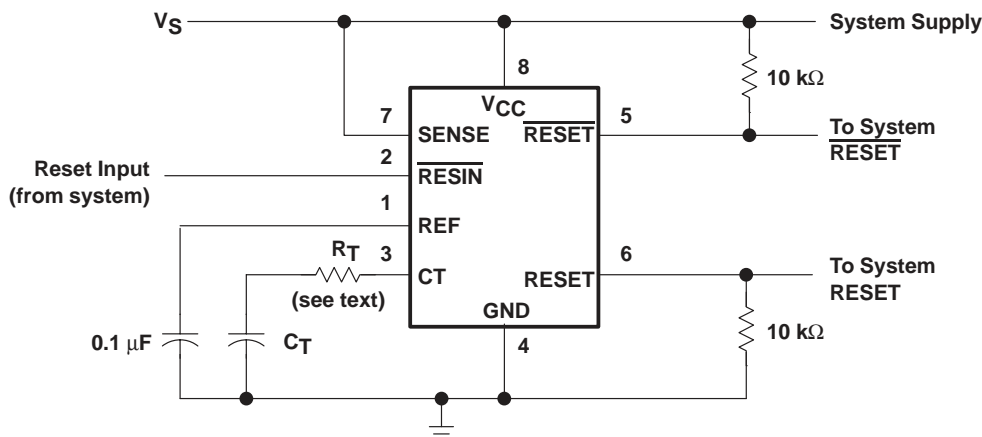 VS
System Supply
8
10 kΩ
VCC
7
SENSE
RESET
5
To System
RESET
2
Reset Input
(from system)
RESIN
1
REF
RT
3
CT
(see text)
RESET
6
To System
RESET
GND
4
0.1 μF
CT
10 kΩ